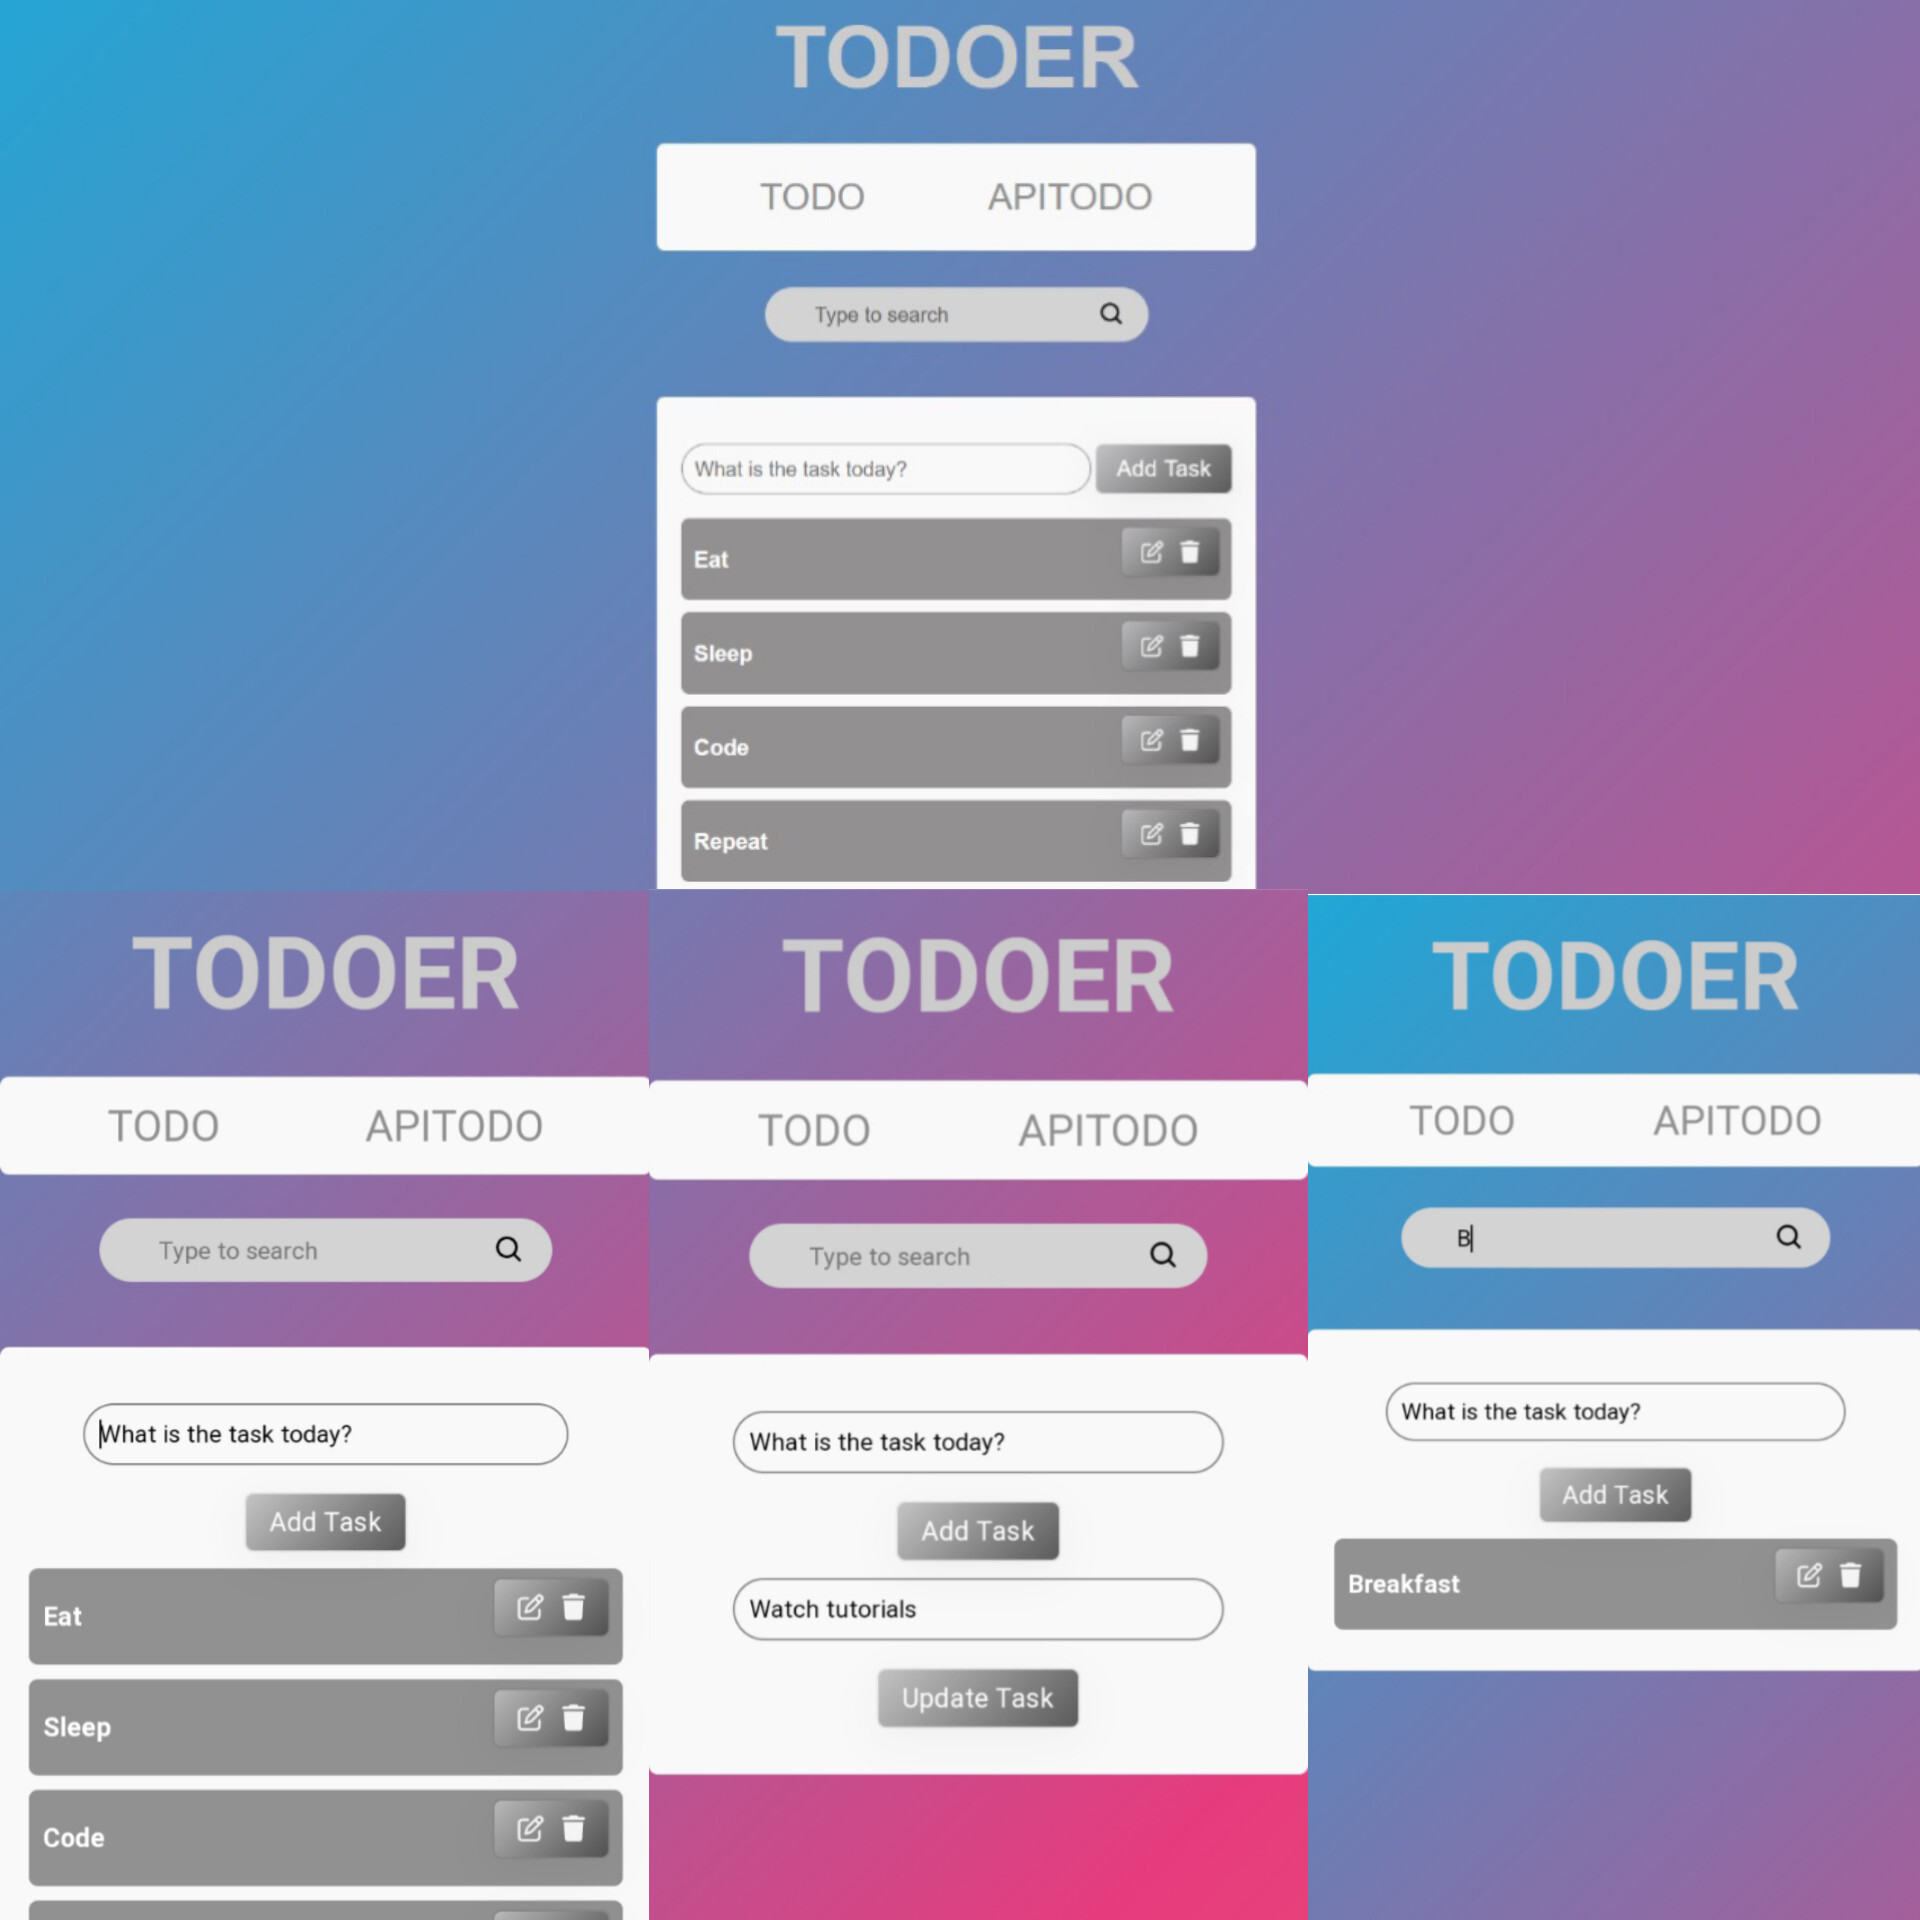 TODOER
TODO APITODO
Type to search
What is the task today? Add Task
Eat
Sleep
Code
Repeat
TODOER
TODO APITODO
Type to search
What is the task today?
Add Task
Eat
Sleep
Code
TODOER
TODO APITODO
Type to search
What is the task today?
Add Task
Watch tutorials
Update Task
TODOER
TODO APITODO
B
What is the task today?
Add Task
Breakfast